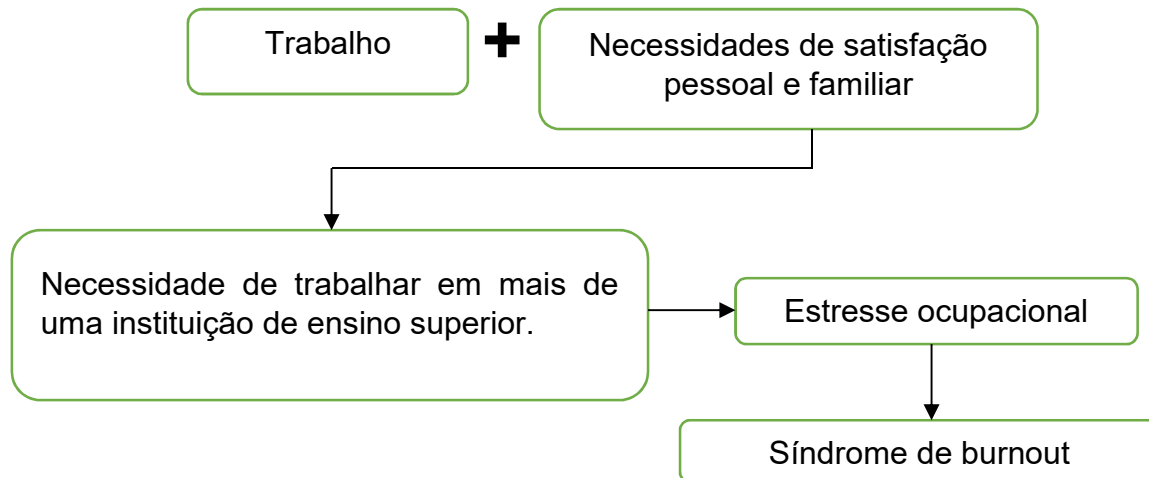 Trabalho
+
Necessidades de satisfação
pessoal e familiar
Necessidade de trabalhar em mais de
uma instituição de ensino superior.
Estresse ocupacional
Síndrome de burnout